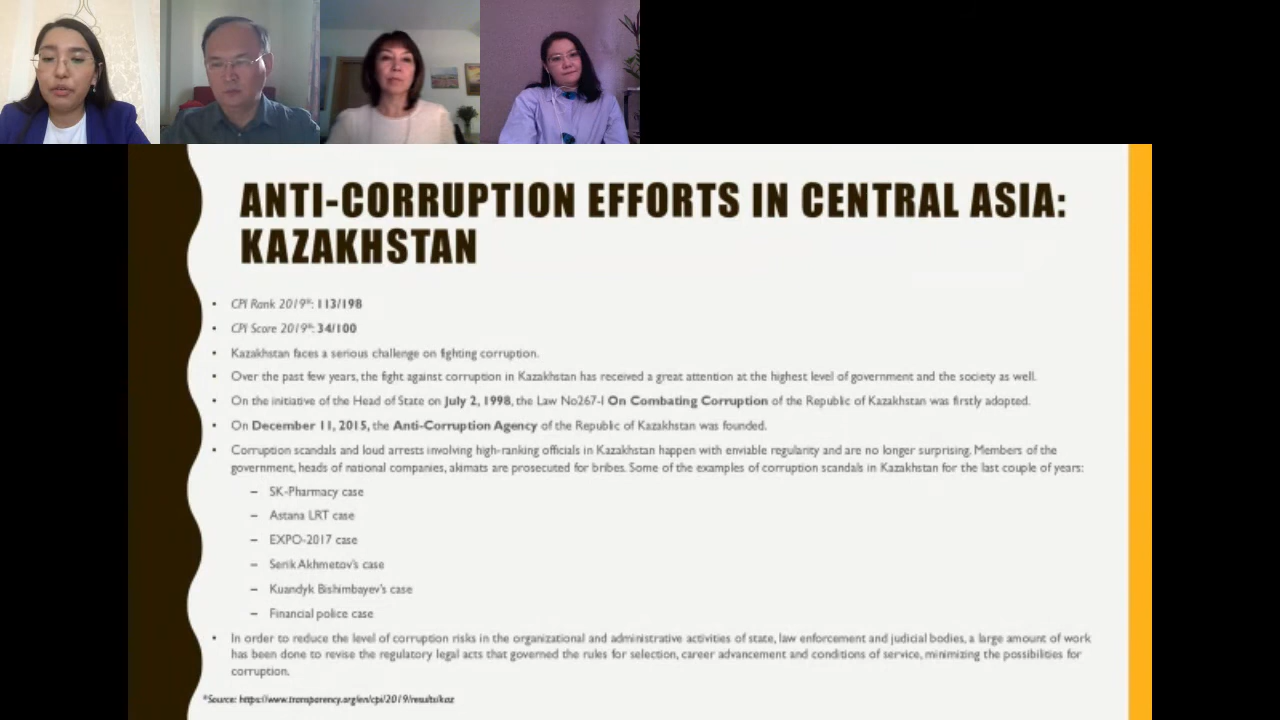 ANTI-CORRUPTION EFFORTS IN CENTRAL ASIA:
KAZAKHSTAN
• CPI Rank 2019*: 113/198
• CPI Score 2019*: 34/100
• Kazakhstan faces a serious challenge on fighting corruption.
• Over the past few years, the fight against corruption in Kazakhstan has received a great attention at the highest level of government and the society as well.
• On the initiative of the Head of State on July 2, 1998, the Law No267-I On Combating Corruption of the Republic of Kazakhstan was firstly adopted.
• On December 11, 2015, the Anti-Corruption Agency of the Republic of Kazakhstan was founded.
• Corruption scandals and loud arrests involving high-ranking officials in Kazakhstan happen with enviable regularity and are no longer surprising. Members of the
government, heads of national companies, akimats are prosecuted for bribes. Some of the examples of corruption scandals in Kazakhstan for the last couple of years:
– SK-Pharmacy case
– Astana LRT case
– EXPO-2017 case
– Serik Akhmetov's case
– Kuandyk Bishimbayev's case
– Financial police case
• In order to reduce the level of corruption risks in the organizational and administrative activities of state, law enforcement and judicial bodies, a large amount of work
has been done to revise the regulatory legal acts that governed the rules for selection, career advancement and conditions of service, minimizing the possibilities for
corruption.
*Source: https://www.transparency.org/en/cpi/2019/results/kaz